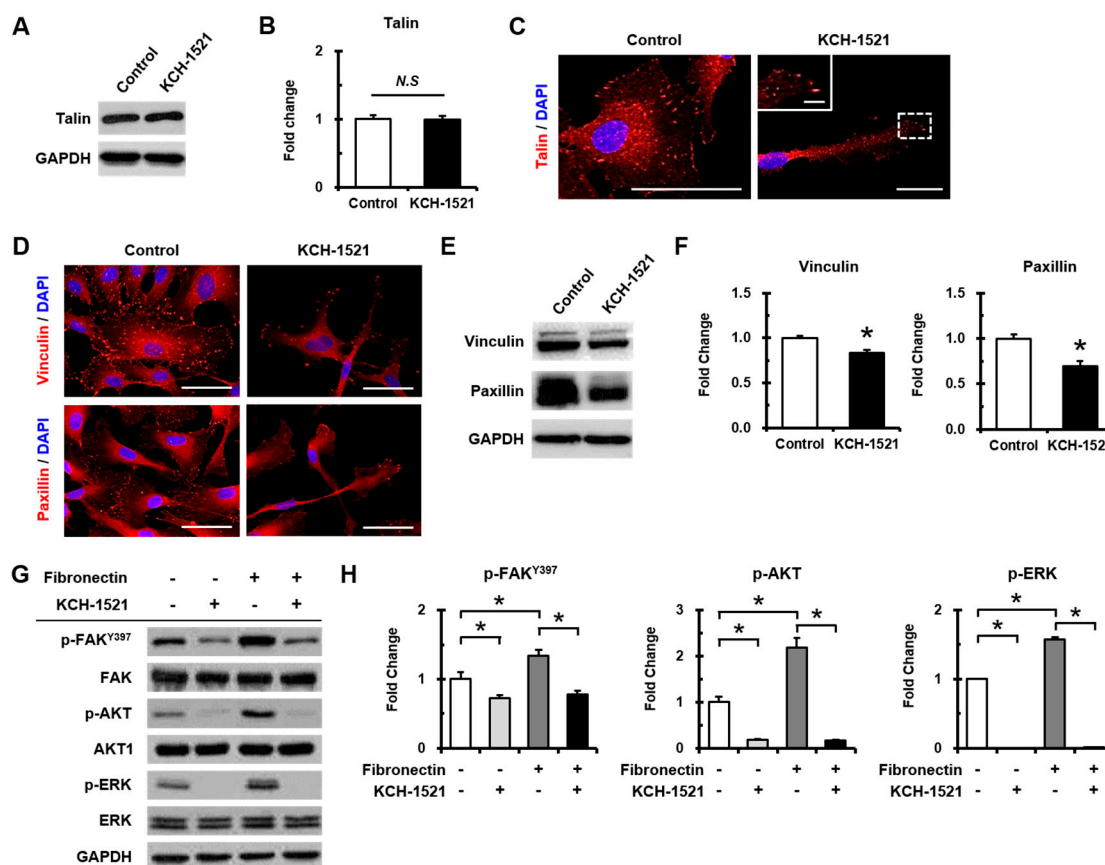 A
Control
KCH-1521
Talin
GAPDH
B
Talin
Fold change
2
1
0
N.S
Control
KCH-1521
C
Control
KCH-1521
Talin / DAPI
D
Control
KCH-1521
Vinculin / DAPI
Paxillin / DAPI
E
Control
KCH-1521
Vinculin
Paxillin
GAPDH
F
Vinculin
Fold Change
1.5
1.0
0.5
0
*
Control
KCH-1521
Paxillin
Fold Change
1.5
1.0
0.5
0
*
Control
KCH-152
G
Fibronectin - - + +
KCH-1521 - + - +
p-FAKY397
FAK
p-AKT
AKT1
p-ERK
ERK
GAPDH
H
p-FAKY397
Fold Change
2
1
0
*
*
*
Fibronectin - - + +
KCH-1521 - + - +
p-AKT
Fold Change
3
2
1
0
*
*
*
Fibronectin - - + +
KCH-1521 - + - +
p-ERK
Fold Change
2
1
0
*
*
*
Fibronectin - - + +
KCH-1521 - + - +